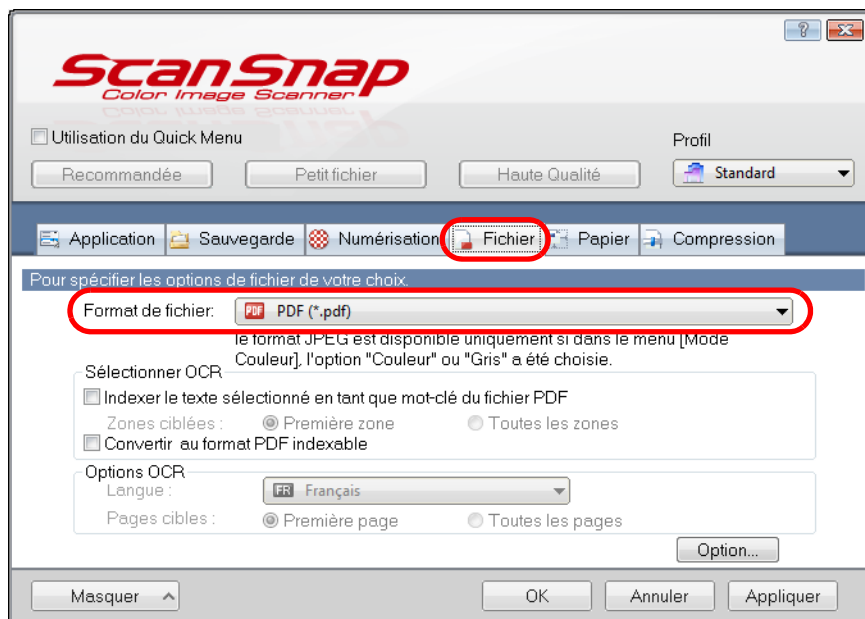 ScanSnap
Color Image Scanner
Utilisation du Quick Menu
Profil
Recommandée Petit fichier Haute Qualité Standard
Application Sauvegarde Numérisation Fichier Papier Compression
Pour spécifier les options de fichier de votre choix.
Format de fichier: PDF PDF (*.pdf)
le format JPEG est disponible uniquement si dans le menu [Mode
Couleur], l'option "Couleur" ou "Gris" a été choisie.
Sélectionner OCR
Indexer le texte sélectionné en tant que mot-clé du fichier PDF
Zones ciblées : Première zone Toutes les zones
Convertir au format PDF indexable
Options OCR
Langue : FR Français
Pages cibles : Première page Toutes les pages
Option...
Masquer OK Annuler Appliquer